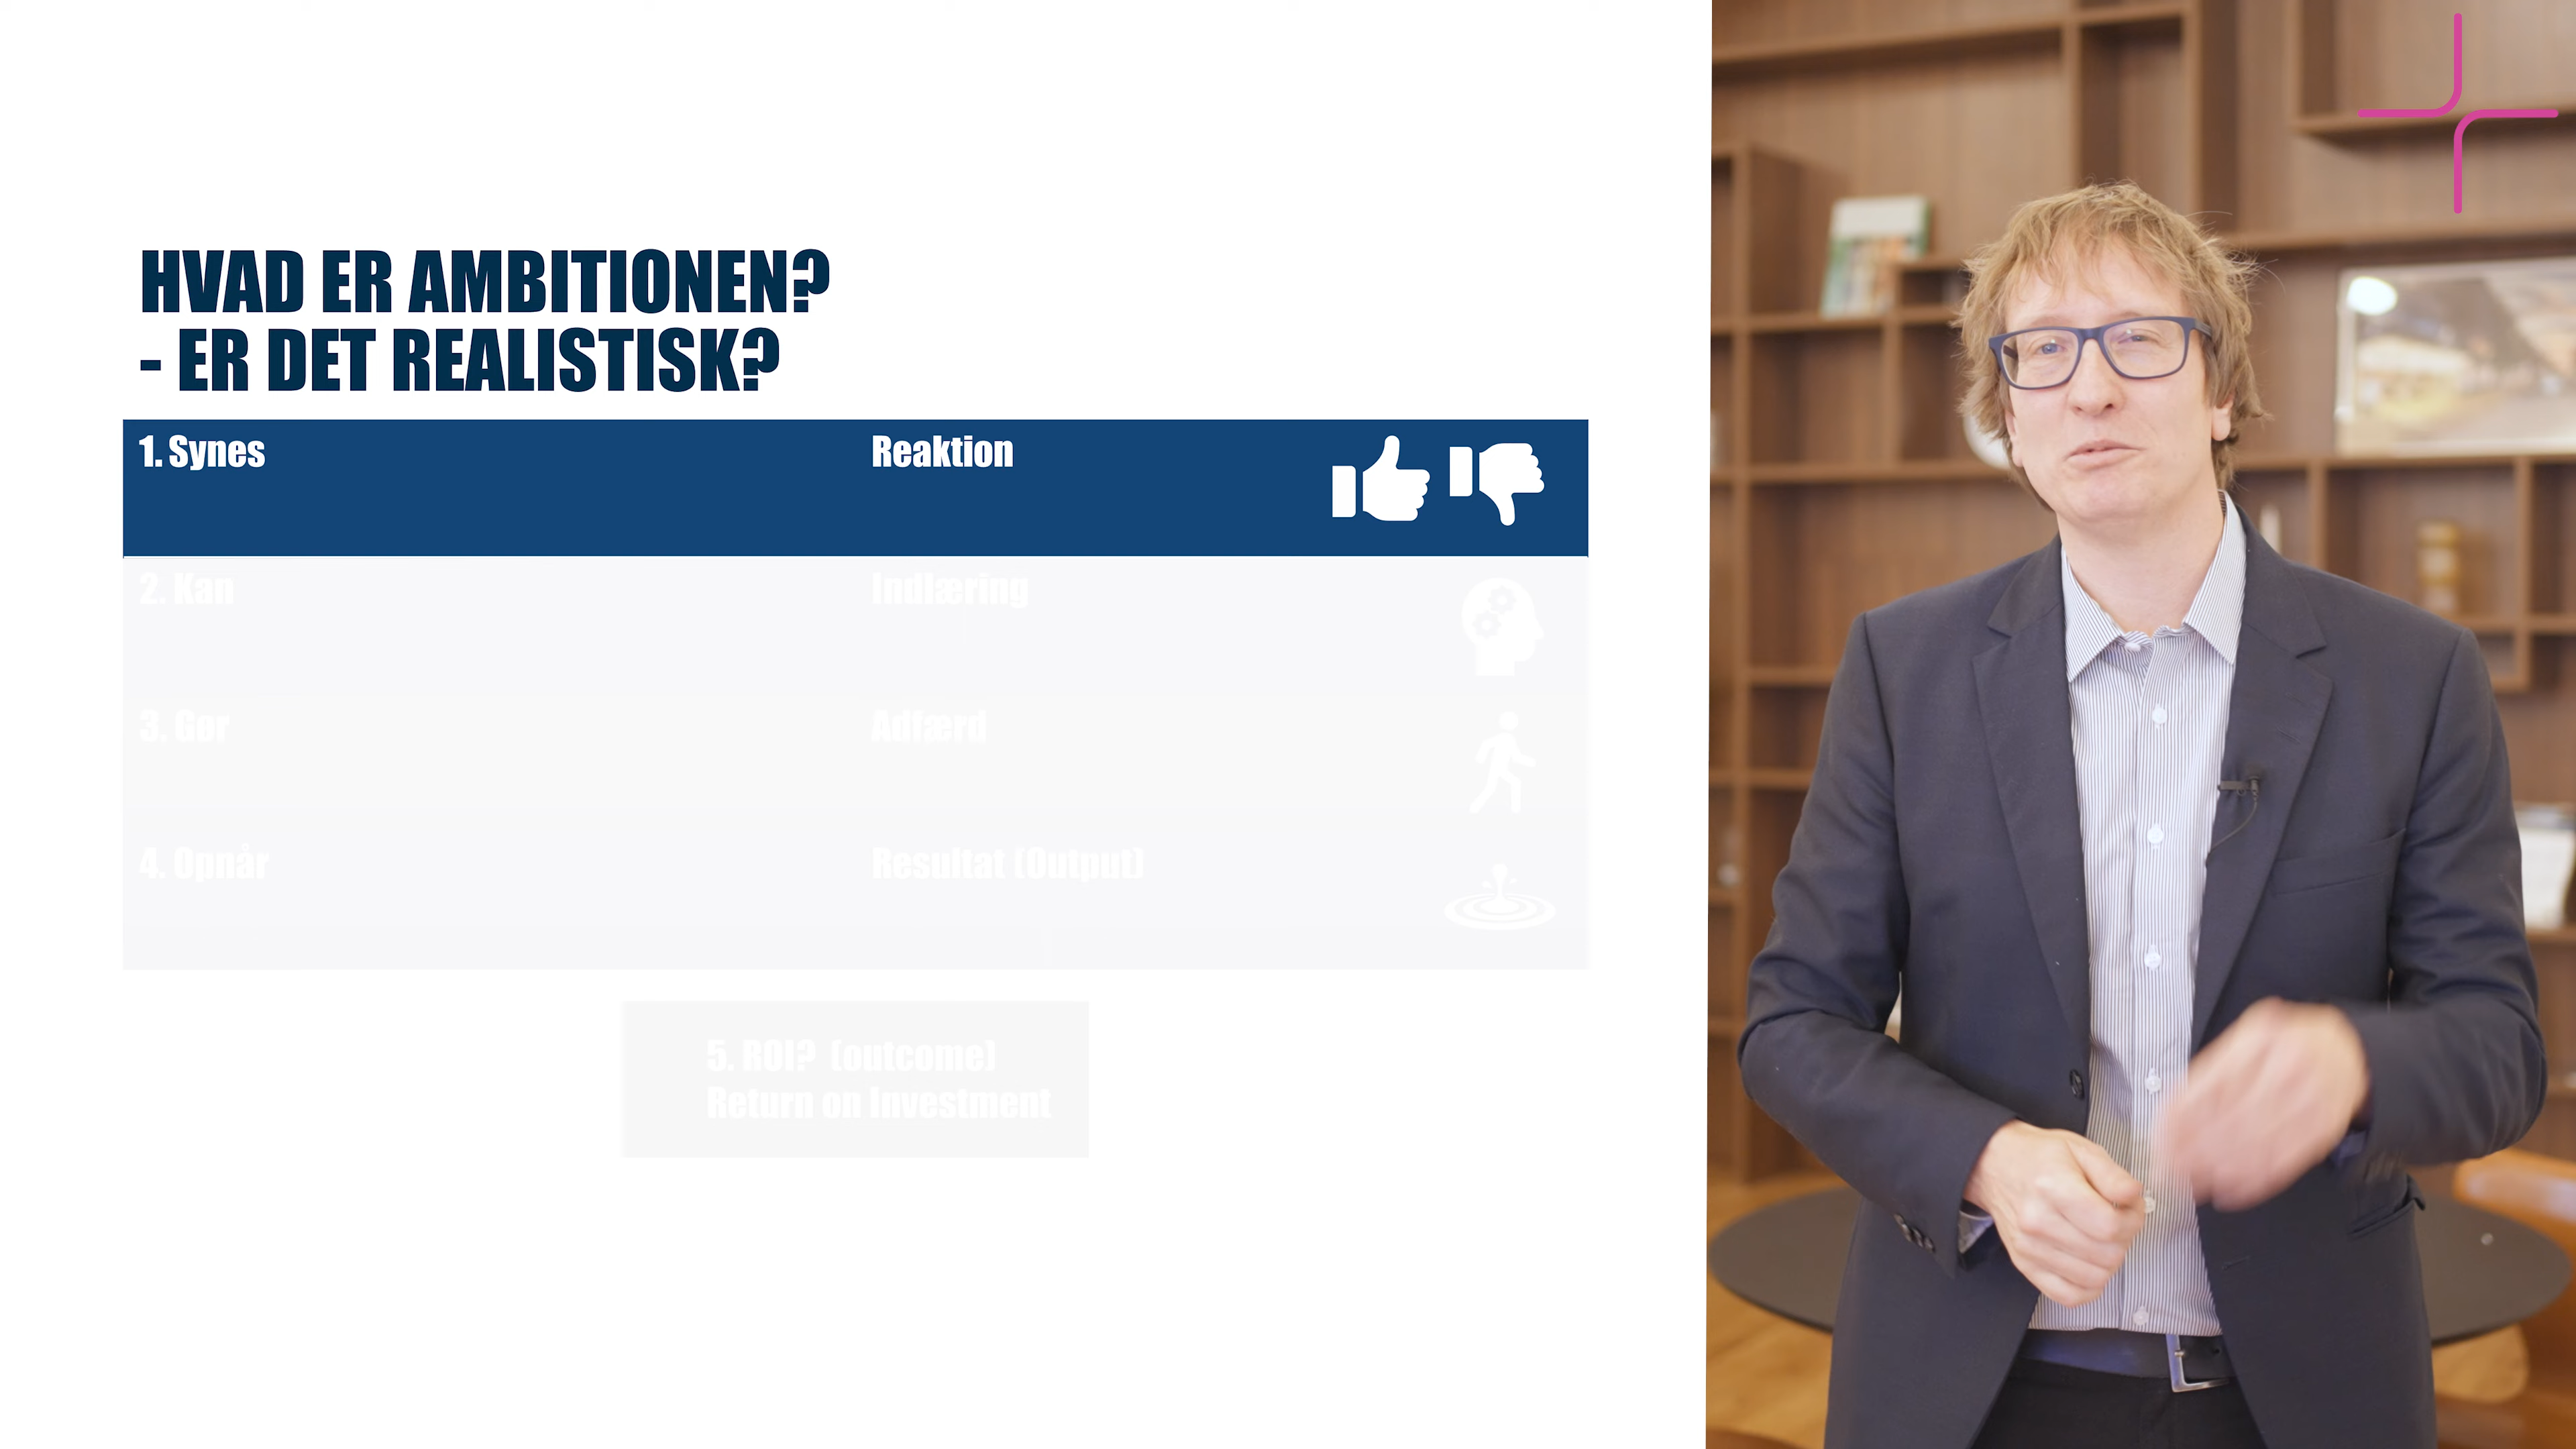 HVAD ER AMBITIONEN?
- ER DET REALISTISK?
1. Synes Reaktion
2. Kan Indlæring
3. Gør Adfærd
4. Opnår Resultat (Output)
5. ROI? (outcome)
Return on Investment